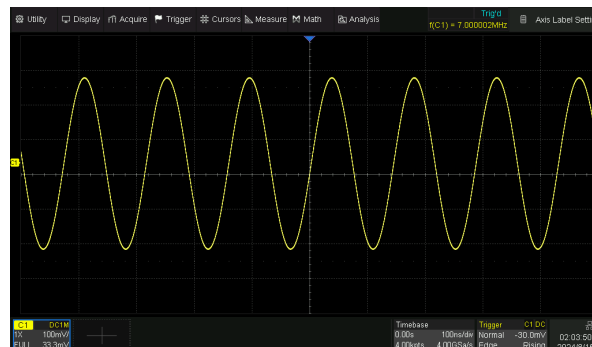 Utility Display Acquire Trigger Cursors Measure Math Analysis
Trig'd
f(C1) = 7.000002MHz
Axis Label Setti
C1
C1 DC1M
1X 100mV/
FULL 33.3mV
Timebase
0.00s 100ns/div
4.00kpts 4.00GSa/s
Trigger C1 DC
Normal -30.0mV
Edge Rising
02:03:50